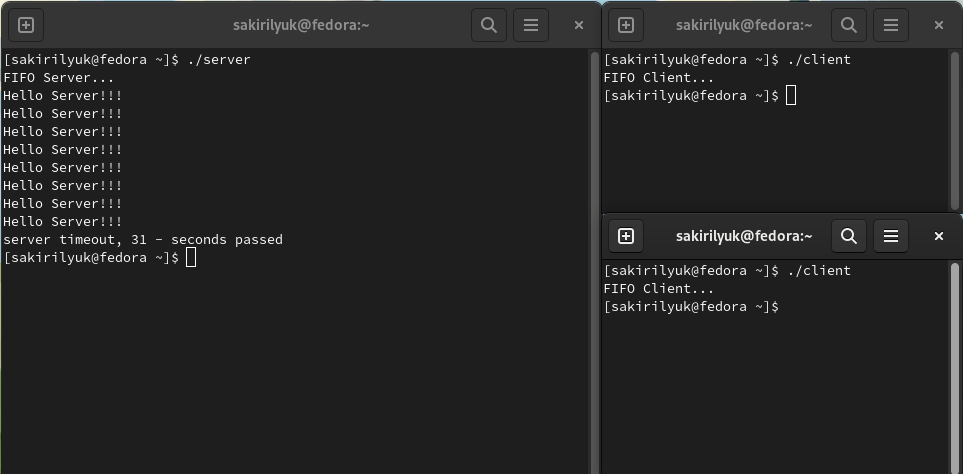 sakirilyuk@fedora:~
[sakirilyuk@fedora ~]$ ./server
FIFO Server...
Hello Server!!!
Hello Server!!!
Hello Server!!!
Hello Server!!!
Hello Server!!!
Hello Server!!!
Hello Server!!!
Hello Server!!!
server timeout, 31 - seconds passed
[sakirilyuk@fedora ~]$
sakirilyuk@fedora:~
[sakirilyuk@fedora ~]$ ./client
FIFO Client...
[sakirilyuk@fedora ~]$
sakirilyuk@fedora:~
[sakirilyuk@fedora ~]$ ./client
FIFO Client...
[sakirilyuk@fedora ~]$